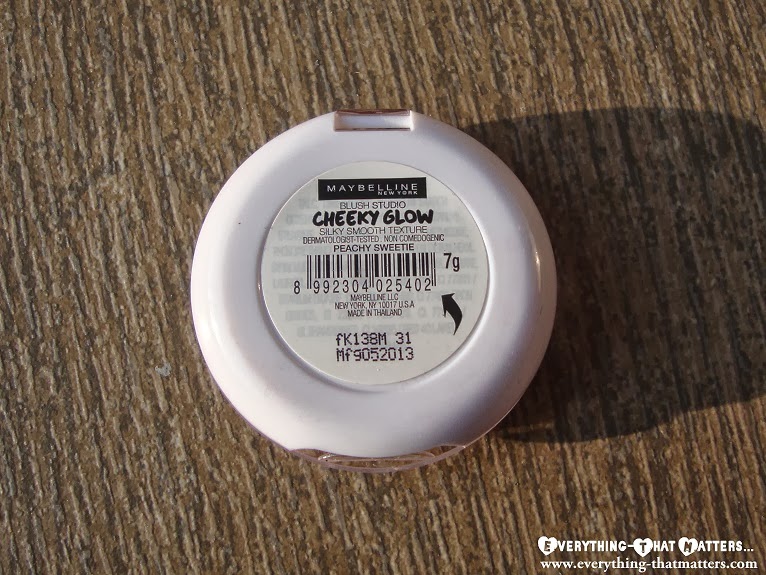 MAYBELLINE
NEW YORK
BLUSH STUDIO
CHEEKY GLOW
SILKY SMOOTH TEXTURE
DERMATOLOGIST-TESTED . NON COMEDOGENIC
PEACHY SWEETIE
7g
8 992304 025402
MAYBELLINE LLC
NEW YORK, NY 10017 U.S.A
MADE IN THAILAND
fK138M 31
Mf9052013
EVERYTHING-THAT MATTERS...
www.everything-thatmatters.com